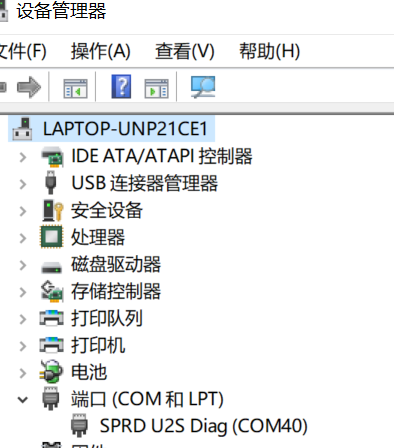 设备管理器
文件(F) 操作(A) 查看(V) 帮助(H)
LAPTOP-UNP21CE1
IDE ATA/ATAPI 控制器
USB 连接器管理器
安全设备
处理器
磁盘驱动器
存储控制器
打印队列
打印机
电池
端口 (COM 和 LPT)
SPRD U2S Diag (COM40)